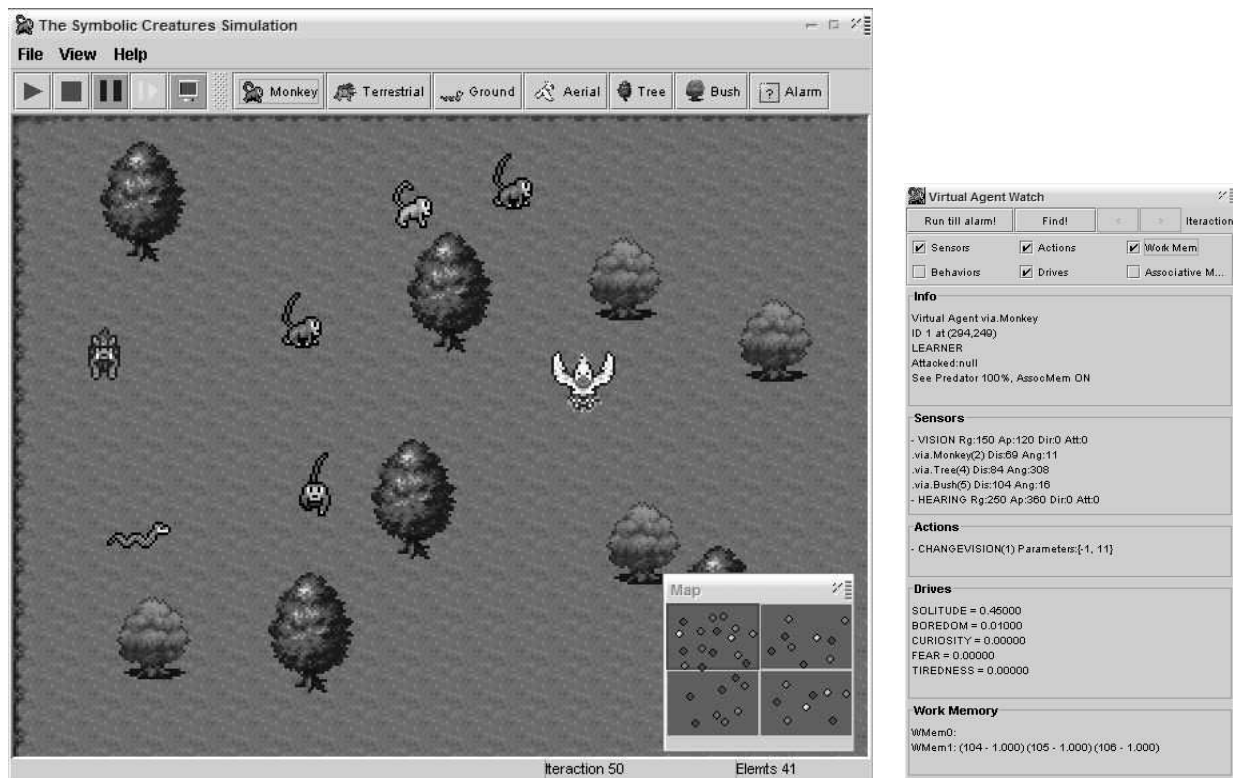 The Symbolic Creatures Simulation
File View Help
Monkey Terrestrial Ground Aerial Tree Bush ? Alarm
Map
Iteraction 50 Elemts 41
Virtual Agent Watch
Run till alarm! Find! < > Iteraction
Sensors Actions Work Mem
Behaviors Drives Associative M...
Info
Virtual Agent via.Monkey
ID 1 at (294,249)
LEARNER
Attacked:null
See Predator 100%, AssocMem ON
Sensors
- VISION Rg:150 Ap:120 Dir:0 Att:0
.via.Monkey(2) Dis:69 Ang:11
.via.Tree(4) Dis:84 Ang:308
.via.Bush(5) Dis:104 Ang:16
- HEARING Rg:250 Ap:360 Dir:0 Att:0
Actions
- CHANGEVISION(1) Parameters:{-1, 11}
Drives
SOLITUDE = 0.45000
BOREDOM = 0.01000
CURIOSITY = 0.00000
FEAR = 0.00000
TIREDNESS = 0.00000
Work Memory
WMem0:
WMem1: (104 - 1.000) (105 - 1.000) (106 - 1.000)